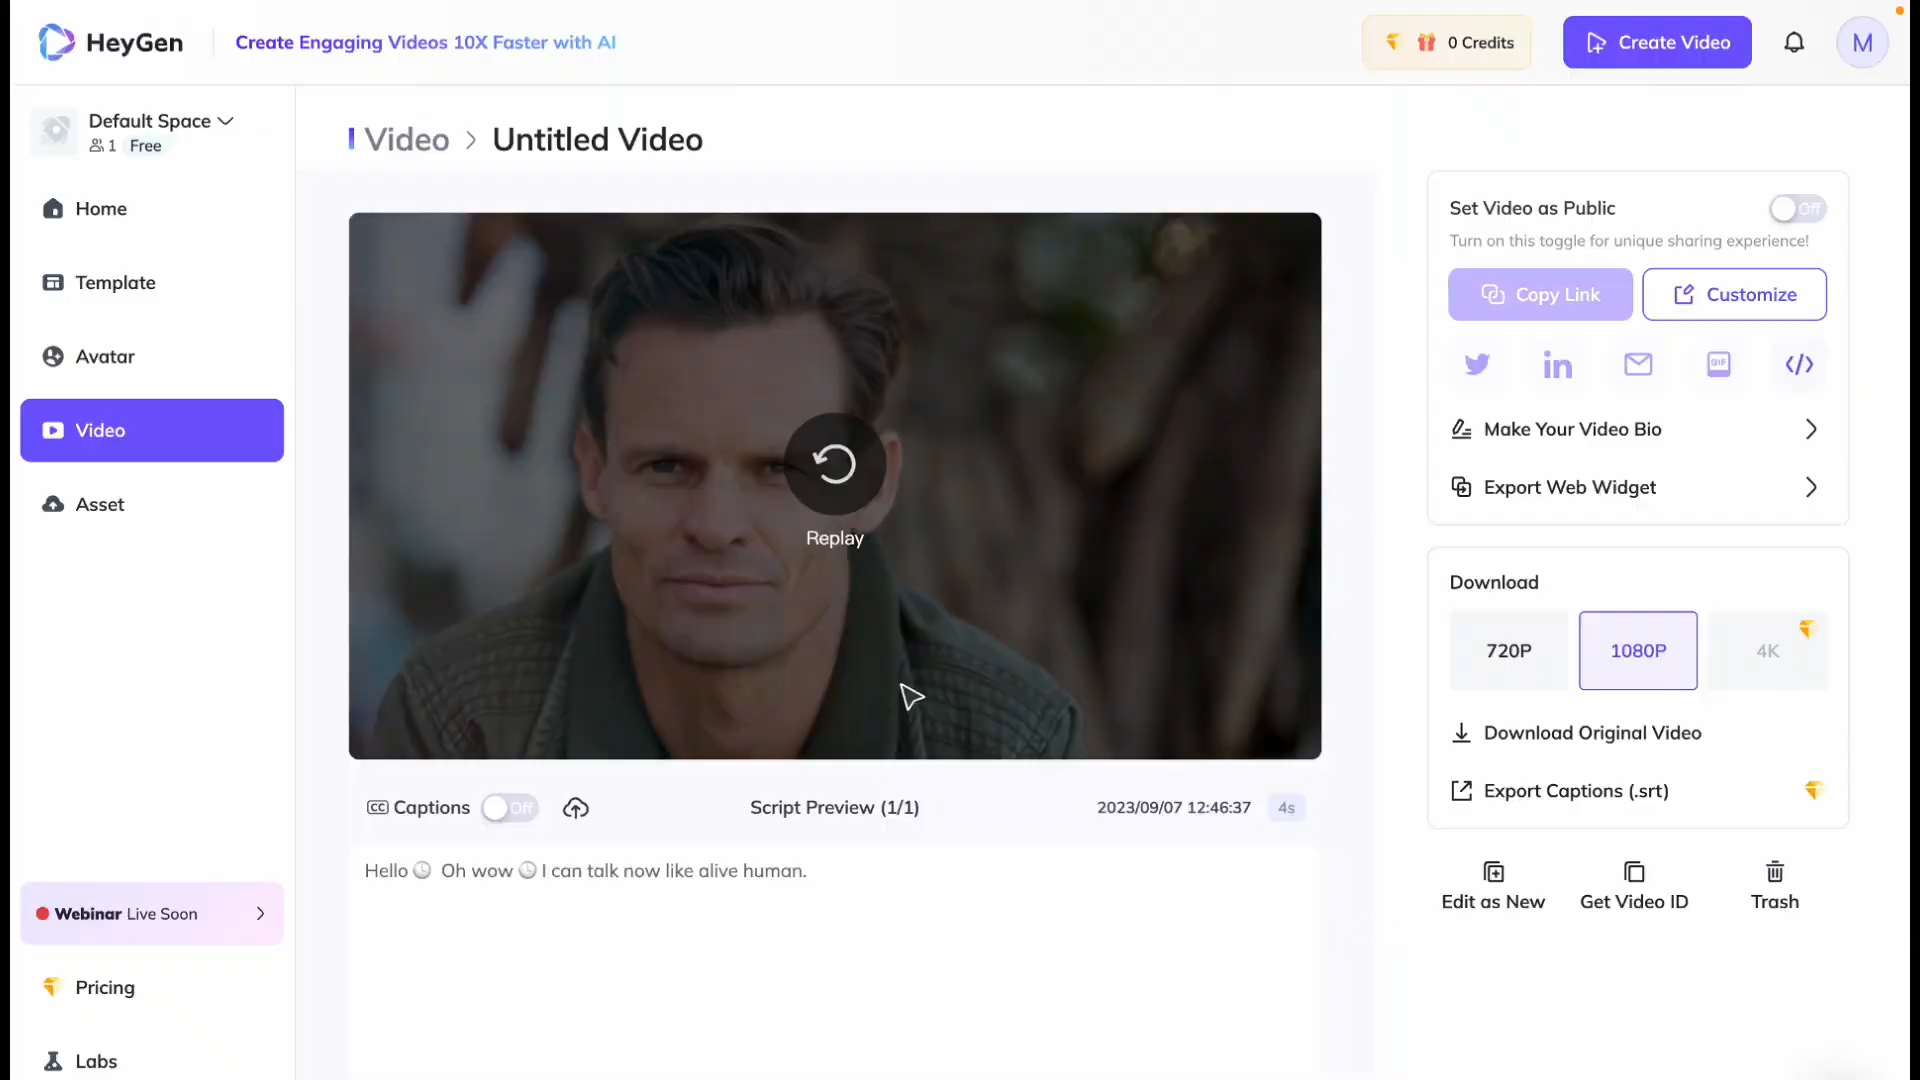 HeyGen
Create Engaging Videos 10X Faster with AI
0 Credits
Create Video
M
Default Space
1 Free
Home
Template
Avatar
Video
Asset
Webinar Live Soon
Pricing
Labs
Video > Untitled Video
Replay
CC Captions Off
Script Preview (1/1)
2023/09/07 12:46:37 4s
Hello Oh wow I can talk now like alive human.
Set Video as Public Off
Turn on this toggle for unique sharing experience!
Copy Link
Customize
in
GIF
</>
Make Your Video Bio
Export Web Widget
Download
720P
1080P
4K
Download Original Video
Export Captions (.srt)
Edit as New
Get Video ID
Trash